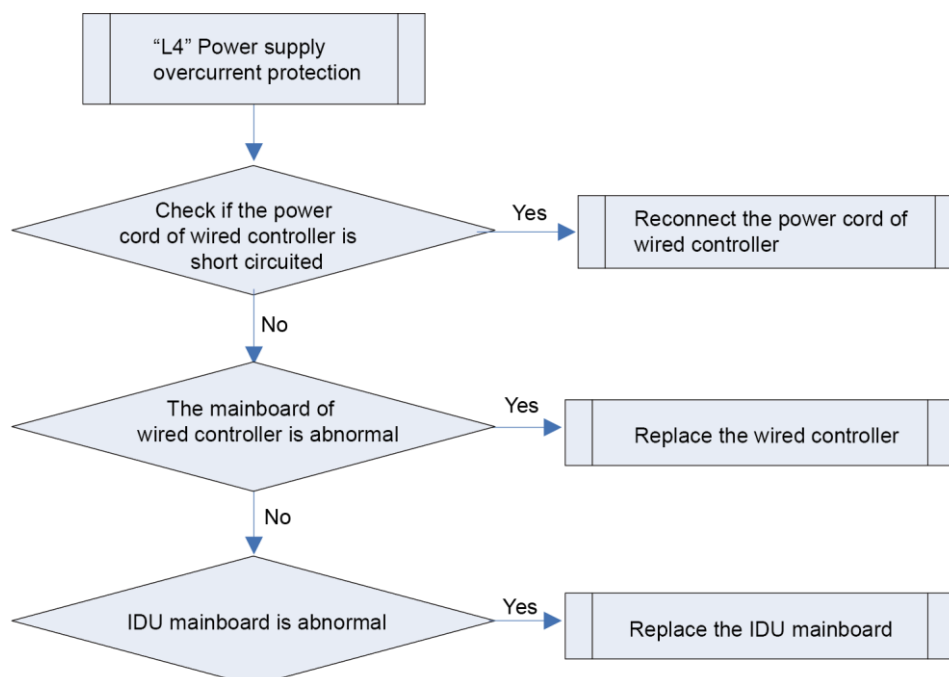 “L4” Power supply
overcurrent protection
Check if the power
cord of wired controller is
short circuited
Yes
Reconnect the power cord of
wired controller
No
The mainboard of
wired controller is abnormal
Yes
Replace the wired controller
No
IDU mainboard is abnormal
Yes
Replace the IDU mainboard